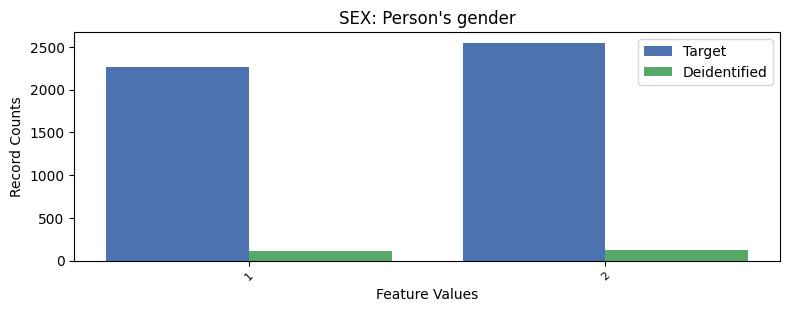 SEX: Person's gender
Target
Deidentified
Record Counts
2500
2000
1500
1000
500
0
1
2
Feature Values